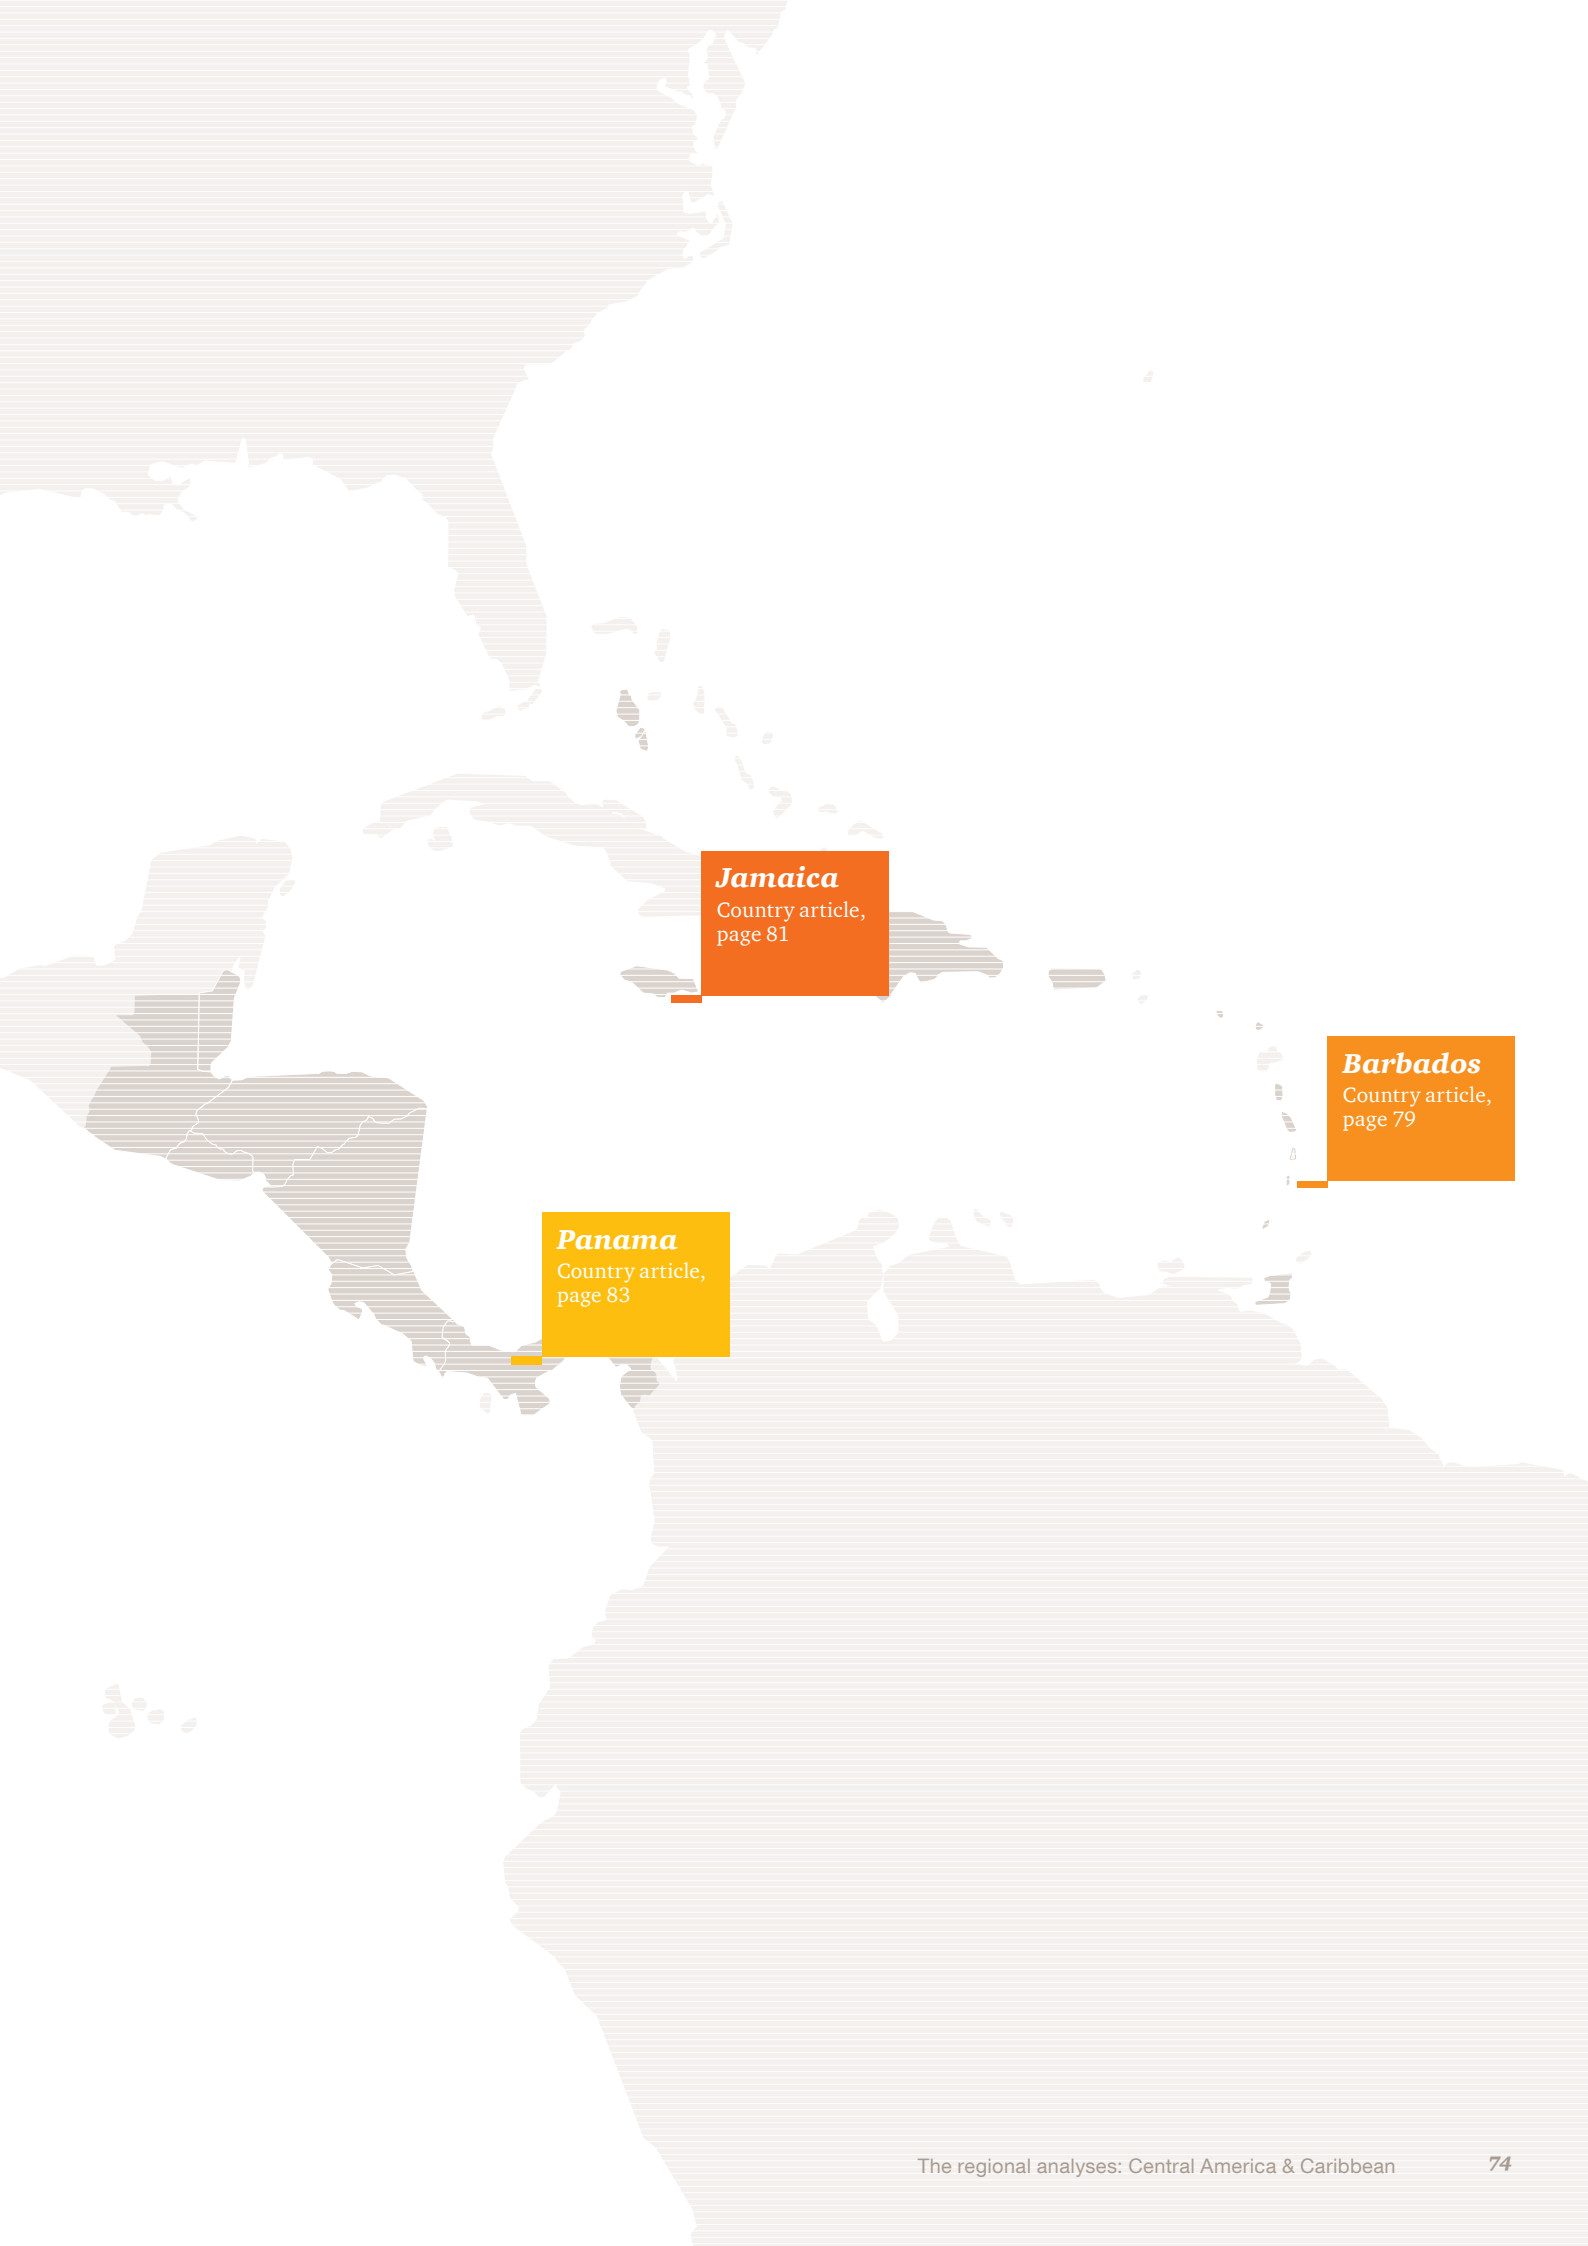 Jamaica
Country article,
page 81
Barbados
Country article,
page 79
Panama
Country article,
page 83
The regional analyses: Central America & Caribbean 74